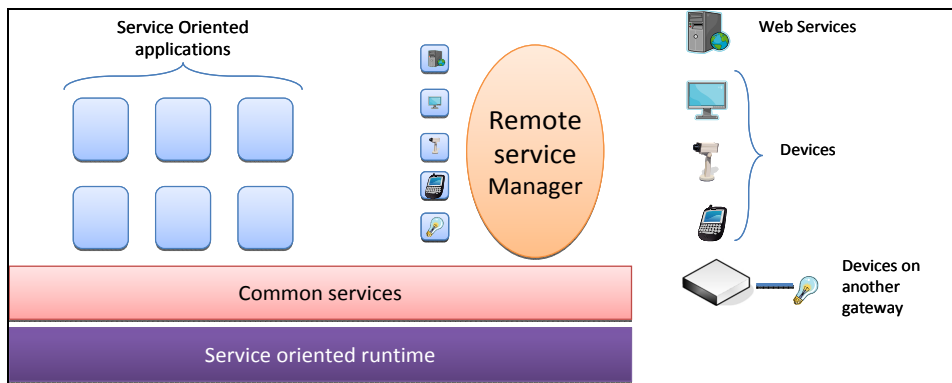 Service Oriented
applications
Remote
service
Manager
Web Services
Devices
Devices on
another
gateway
Common services
Service oriented runtime